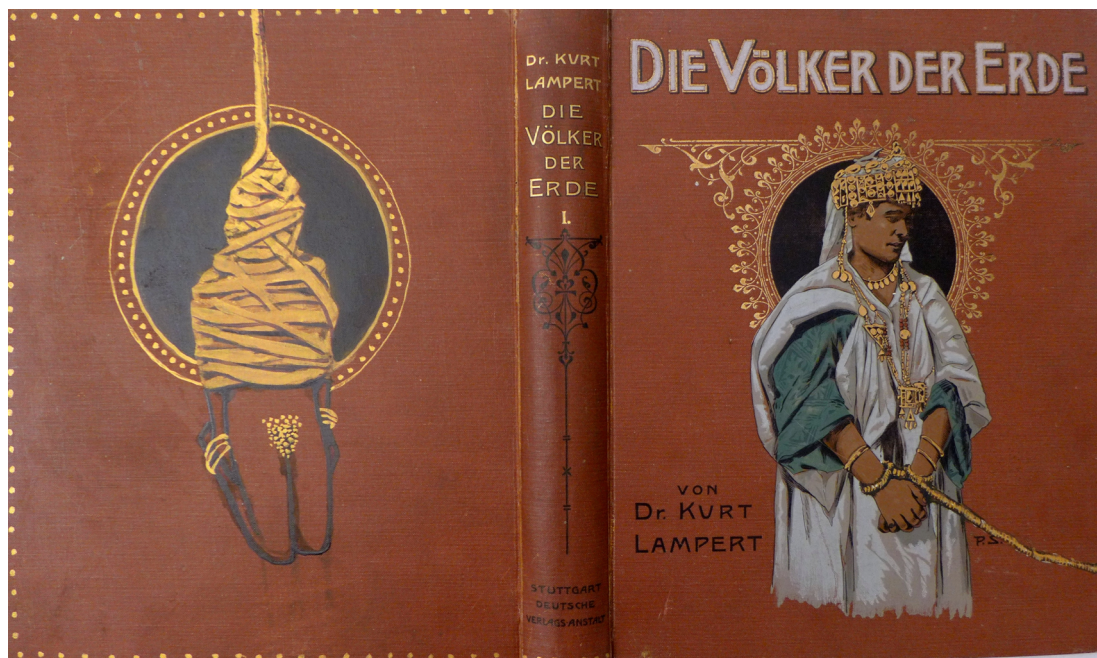 Dr. KURT
LAMPERT
DIE
VÖLKER
DER
ERDE
I.
STUTTGART
DEUTSCHE
VERLAGS-ANSTALT
DIE VÖLKER DER ERDE
VON
Dr. KURT
LAMPERT
P.S.